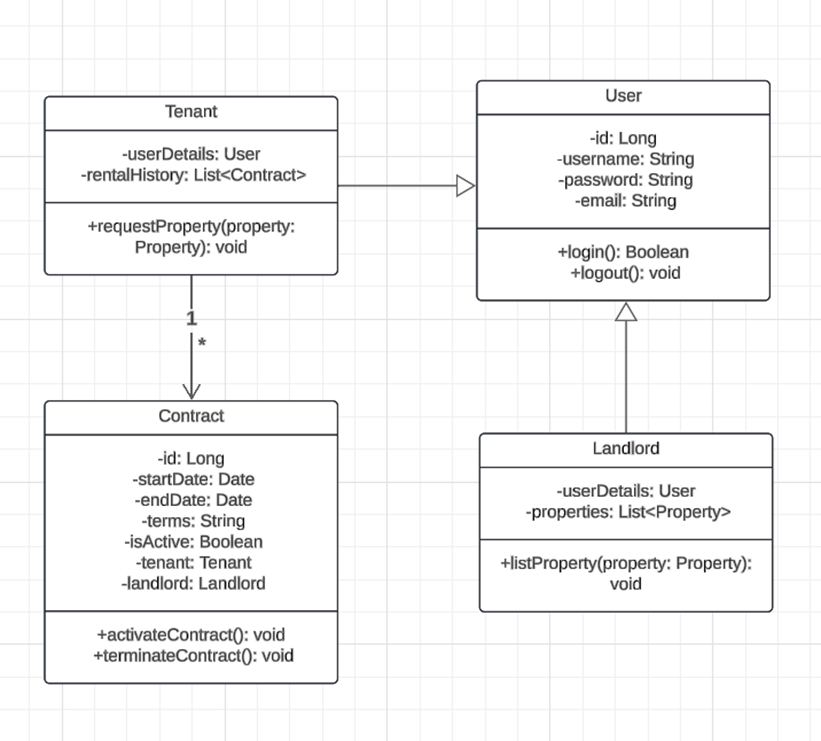 Tenant
-userDetails: User
-rentalHistory: List<Contract>
+requestProperty(property:
Property): void
User
-id: Long
-username: String
-password: String
-email: String
+login(): Boolean
+logout(): void
1
*
Contract
-id: Long
-startDate: Date
-endDate: Date
-terms: String
-isActive: Boolean
-tenant: Tenant
-landlord: Landlord
+activateContract(): void
+terminateContract(): void
Landlord
-userDetails: User
-properties: List<Property>
+listProperty(property: Property):
void